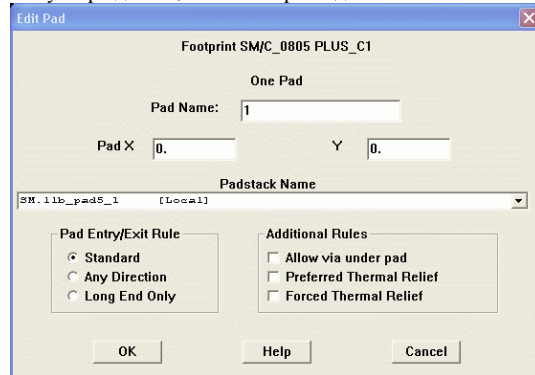 Edit Pad
Footprint SM/C_0805 PLUS_C1
One Pad
Pad Name: 1
Pad X 0. Y 0.
Padstack Name
SM.llb_pad5_1 [Local]
Pad Entry/Exit Rule Additional Rules
Standard Allow via under pad
Any Direction Preferred Thermal Relief
Long End Only Forced Thermal Relief
OK Help Cancel